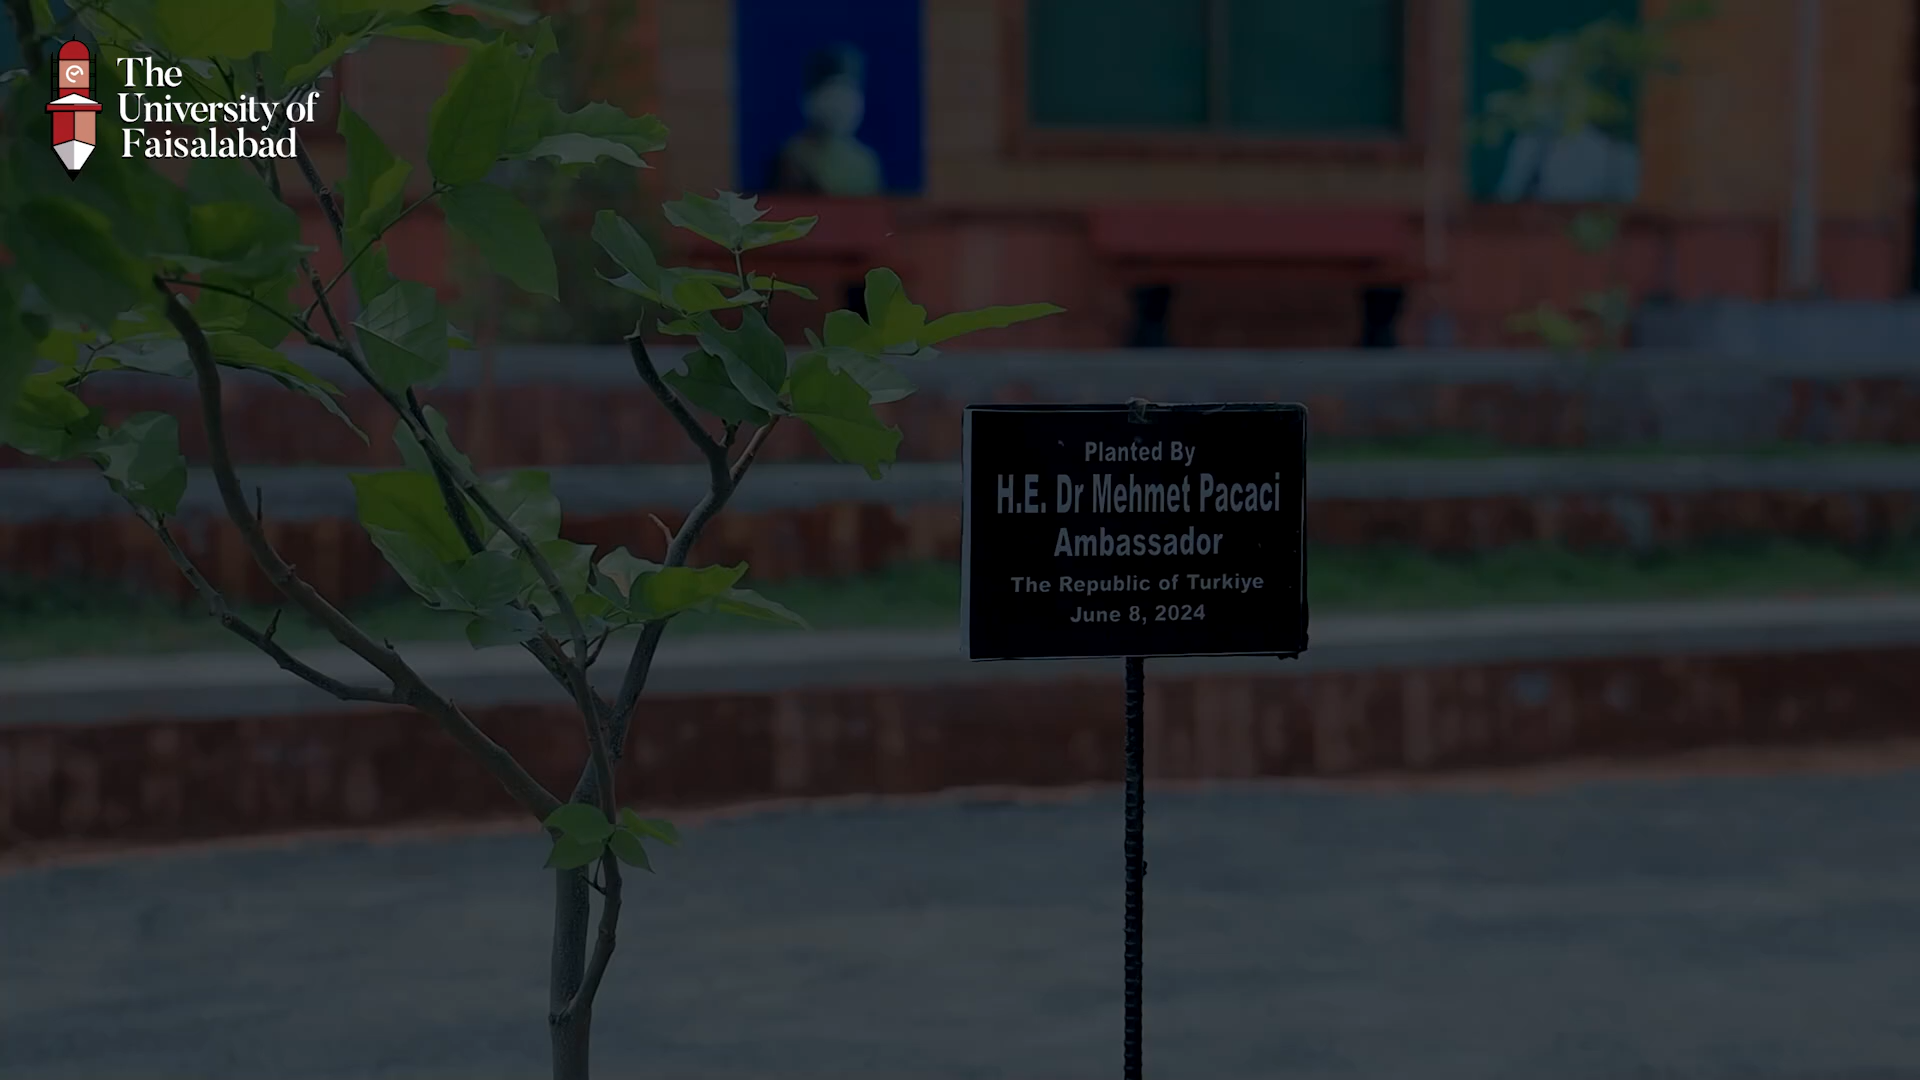 The
University of
Faisalabad
Planted By
H.E. Dr Mehmet Pacaci
Ambassador
The Republic of Turkiye
June 8, 2024